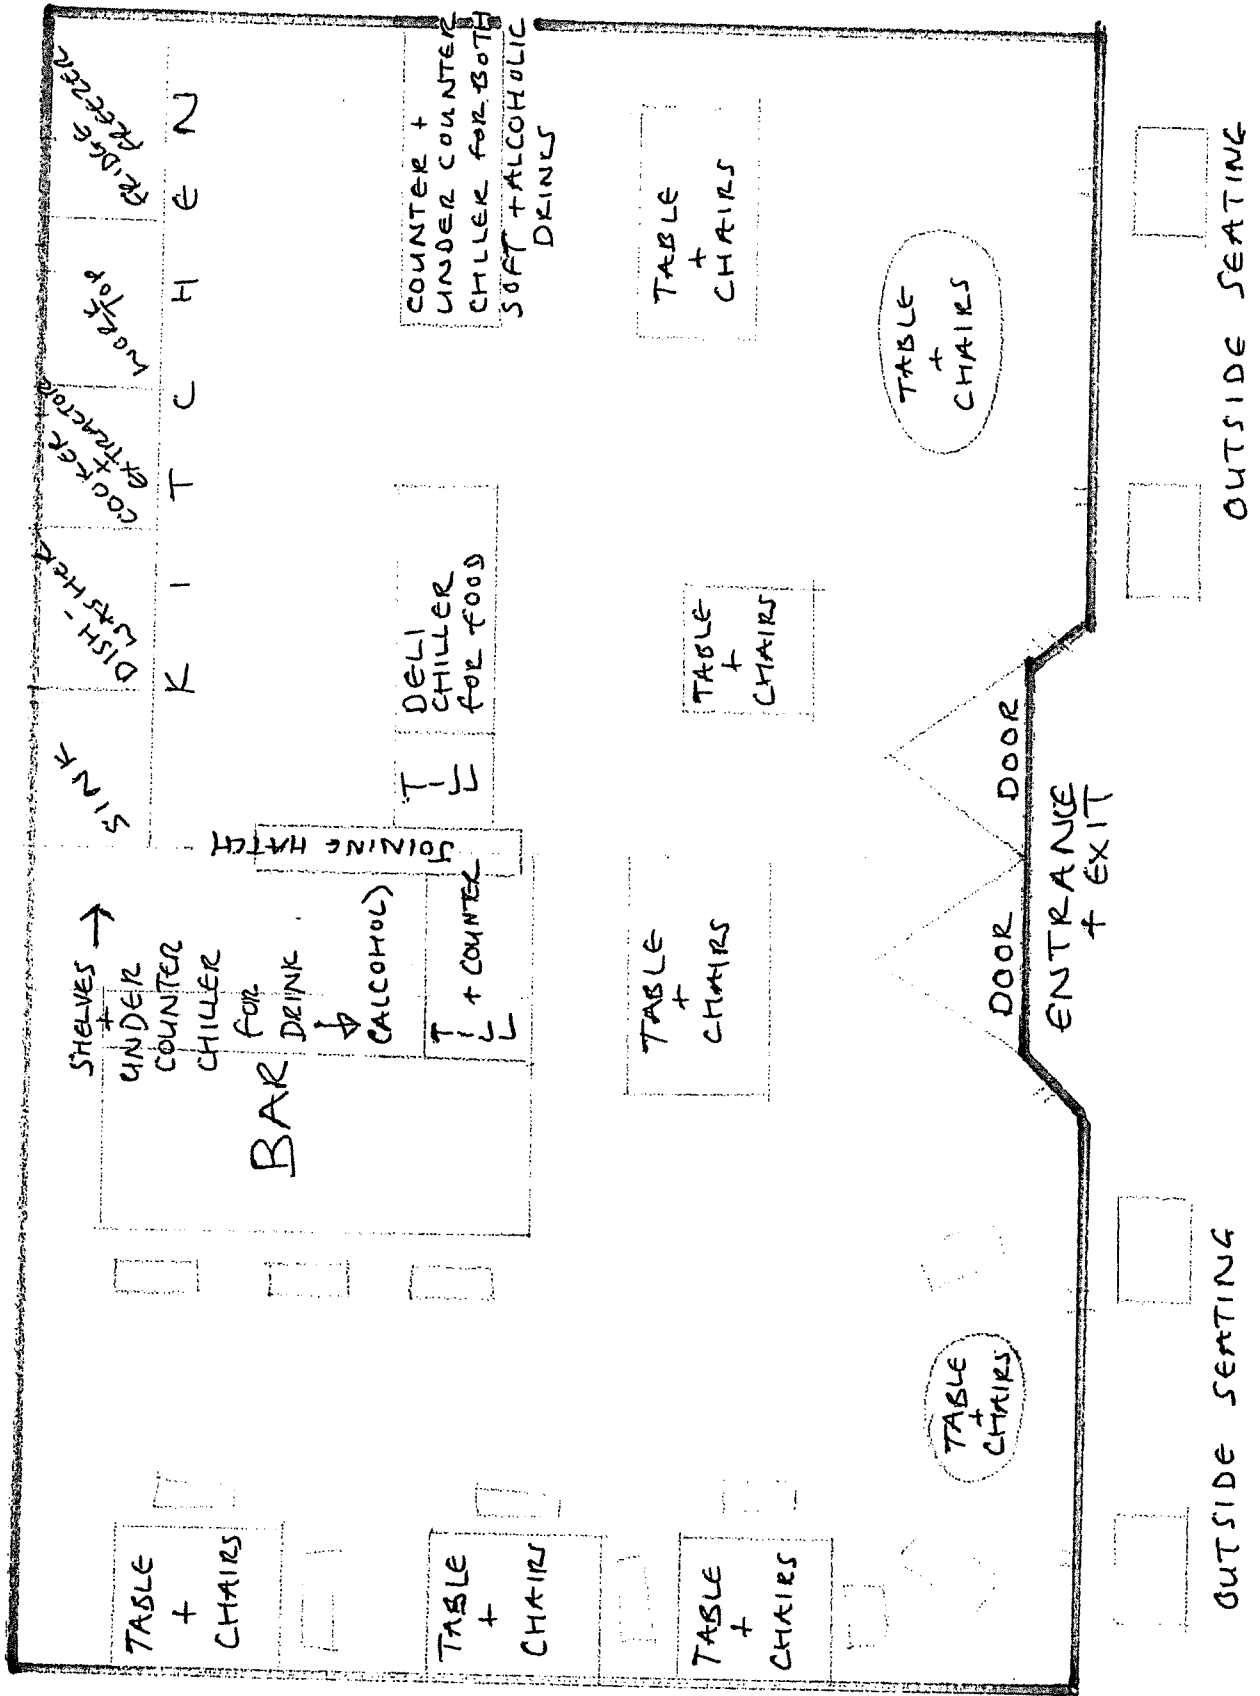 TABLE
+
CHAIRS
SHELVES →
+
UNDER
COUNTER
CHILLER
FOR
DRINK
(ALCOHOL)
BAR
SINK
DISH-
WASHER
COOKER
+
EXTRACTOR
WORKTOP
FRIDGE
FREEZER
KITCHEN
JOINING HATCH
TILL + COUNTER
TILL
DELI
CHILLER
FOR FOOD
COUNTER +
UNDER COUNTER
CHILLER FOR BOTH
SOFT + ALCOHOLIC
DRINKS
TABLE
+
CHAIRS
TABLE
+
CHAIRS
TABLE
+
CHAIRS
TABLE
+
CHAIRS
TABLE
+
CHAIRS
TABLE
+
CHAIRS
TABLE
+
CHAIRS
DOOR
DOOR
ENTRANCE
+ EXIT
OUTSIDE SEATING
OUTSIDE SEATING